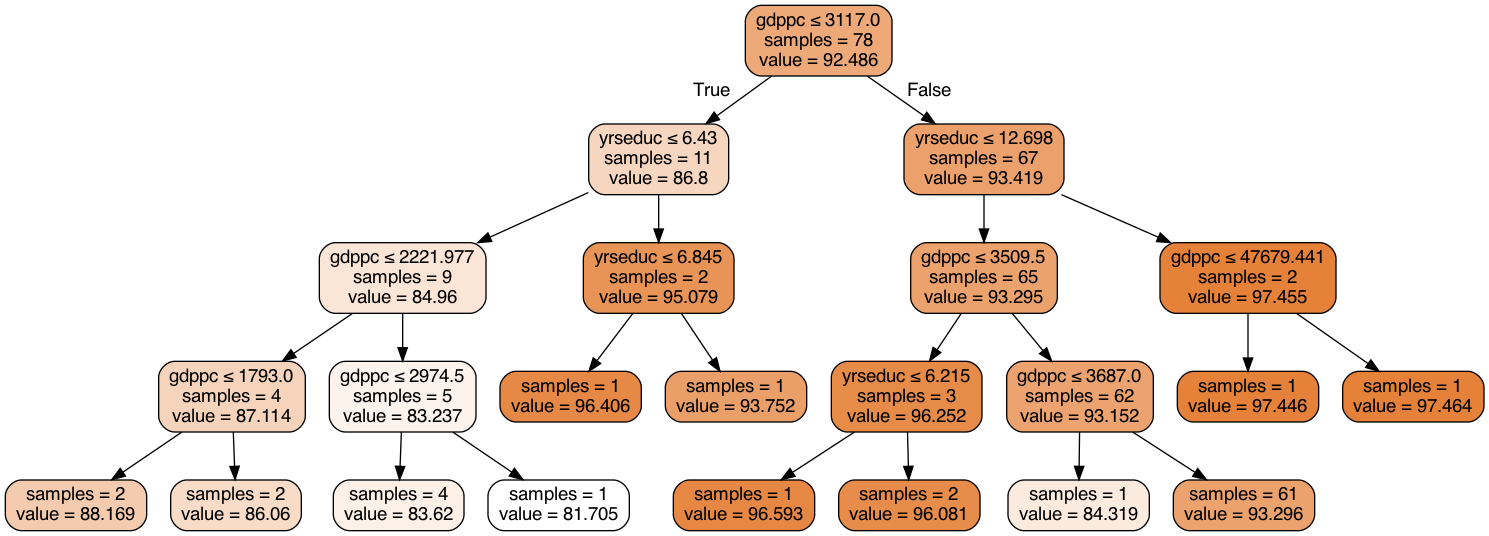 gdppc ≤ 3117.0
samples = 78
value = 92.486
True
False
yrseduc ≤ 6.43
samples = 11
value = 86.8
yrseduc ≤ 12.698
samples = 67
value = 93.419
gdppc ≤ 2221.977
samples = 9
value = 84.96
yrseduc ≤ 6.845
samples = 2
value = 95.079
gdppc ≤ 3509.5
samples = 65
value = 93.295
gdppc ≤ 47679.441
samples = 2
value = 97.455
gdppc ≤ 1793.0
samples = 4
value = 87.114
gdppc ≤ 2974.5
samples = 5
value = 83.237
samples = 1
value = 96.406
samples = 1
value = 93.752
yrseduc ≤ 6.215
samples = 3
value = 96.252
gdppc ≤ 3687.0
samples = 62
value = 93.152
samples = 1
value = 97.446
samples = 1
value = 97.464
samples = 2
value = 88.169
samples = 2
value = 86.06
samples = 4
value = 83.62
samples = 1
value = 81.705
samples = 1
value = 96.593
samples = 2
value = 96.081
samples = 1
value = 84.319
samples = 61
value = 93.296